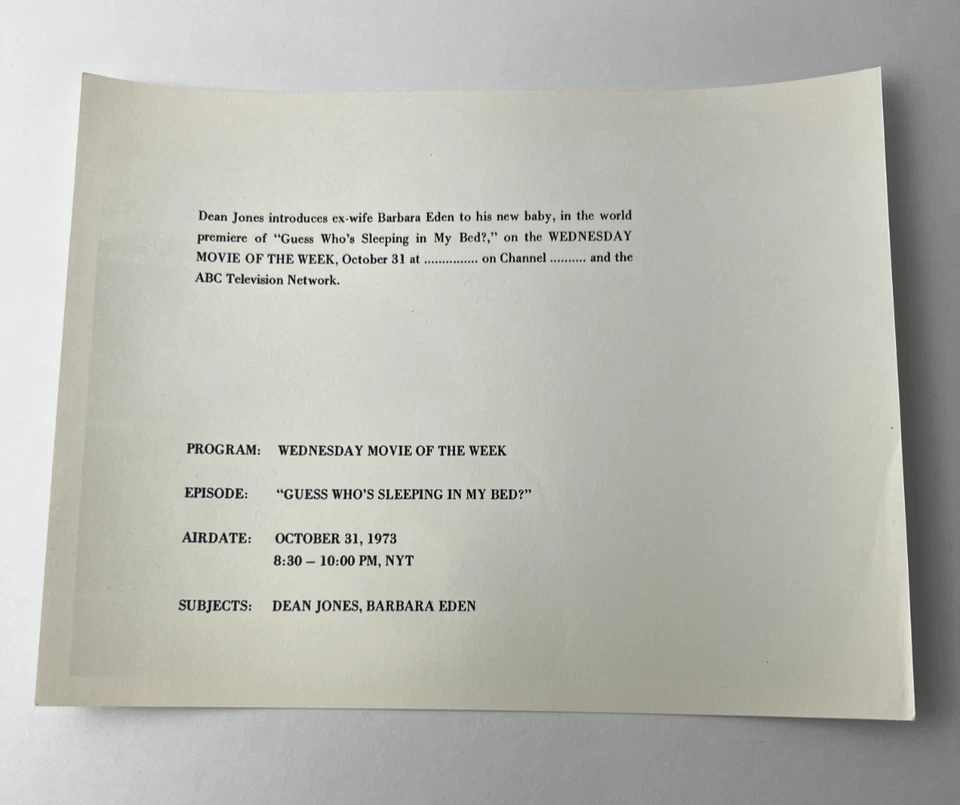 Dean Jones introduces ex-wife Barbara Eden to his new baby, in the world
premiere of “Guess Who’s Sleeping in My Bed?,” on the WEDNESDAY
MOVIE OF THE WEEK, October 31 at ............... on Channel .......... and the
ABC Television Network.
PROGRAM: WEDNESDAY MOVIE OF THE WEEK
EPISODE: “GUESS WHO’S SLEEPING IN MY BED?”
AIRDATE: OCTOBER 31, 1973
8:30 – 10:00 PM, NYT
SUBJECTS: DEAN JONES, BARBARA EDEN